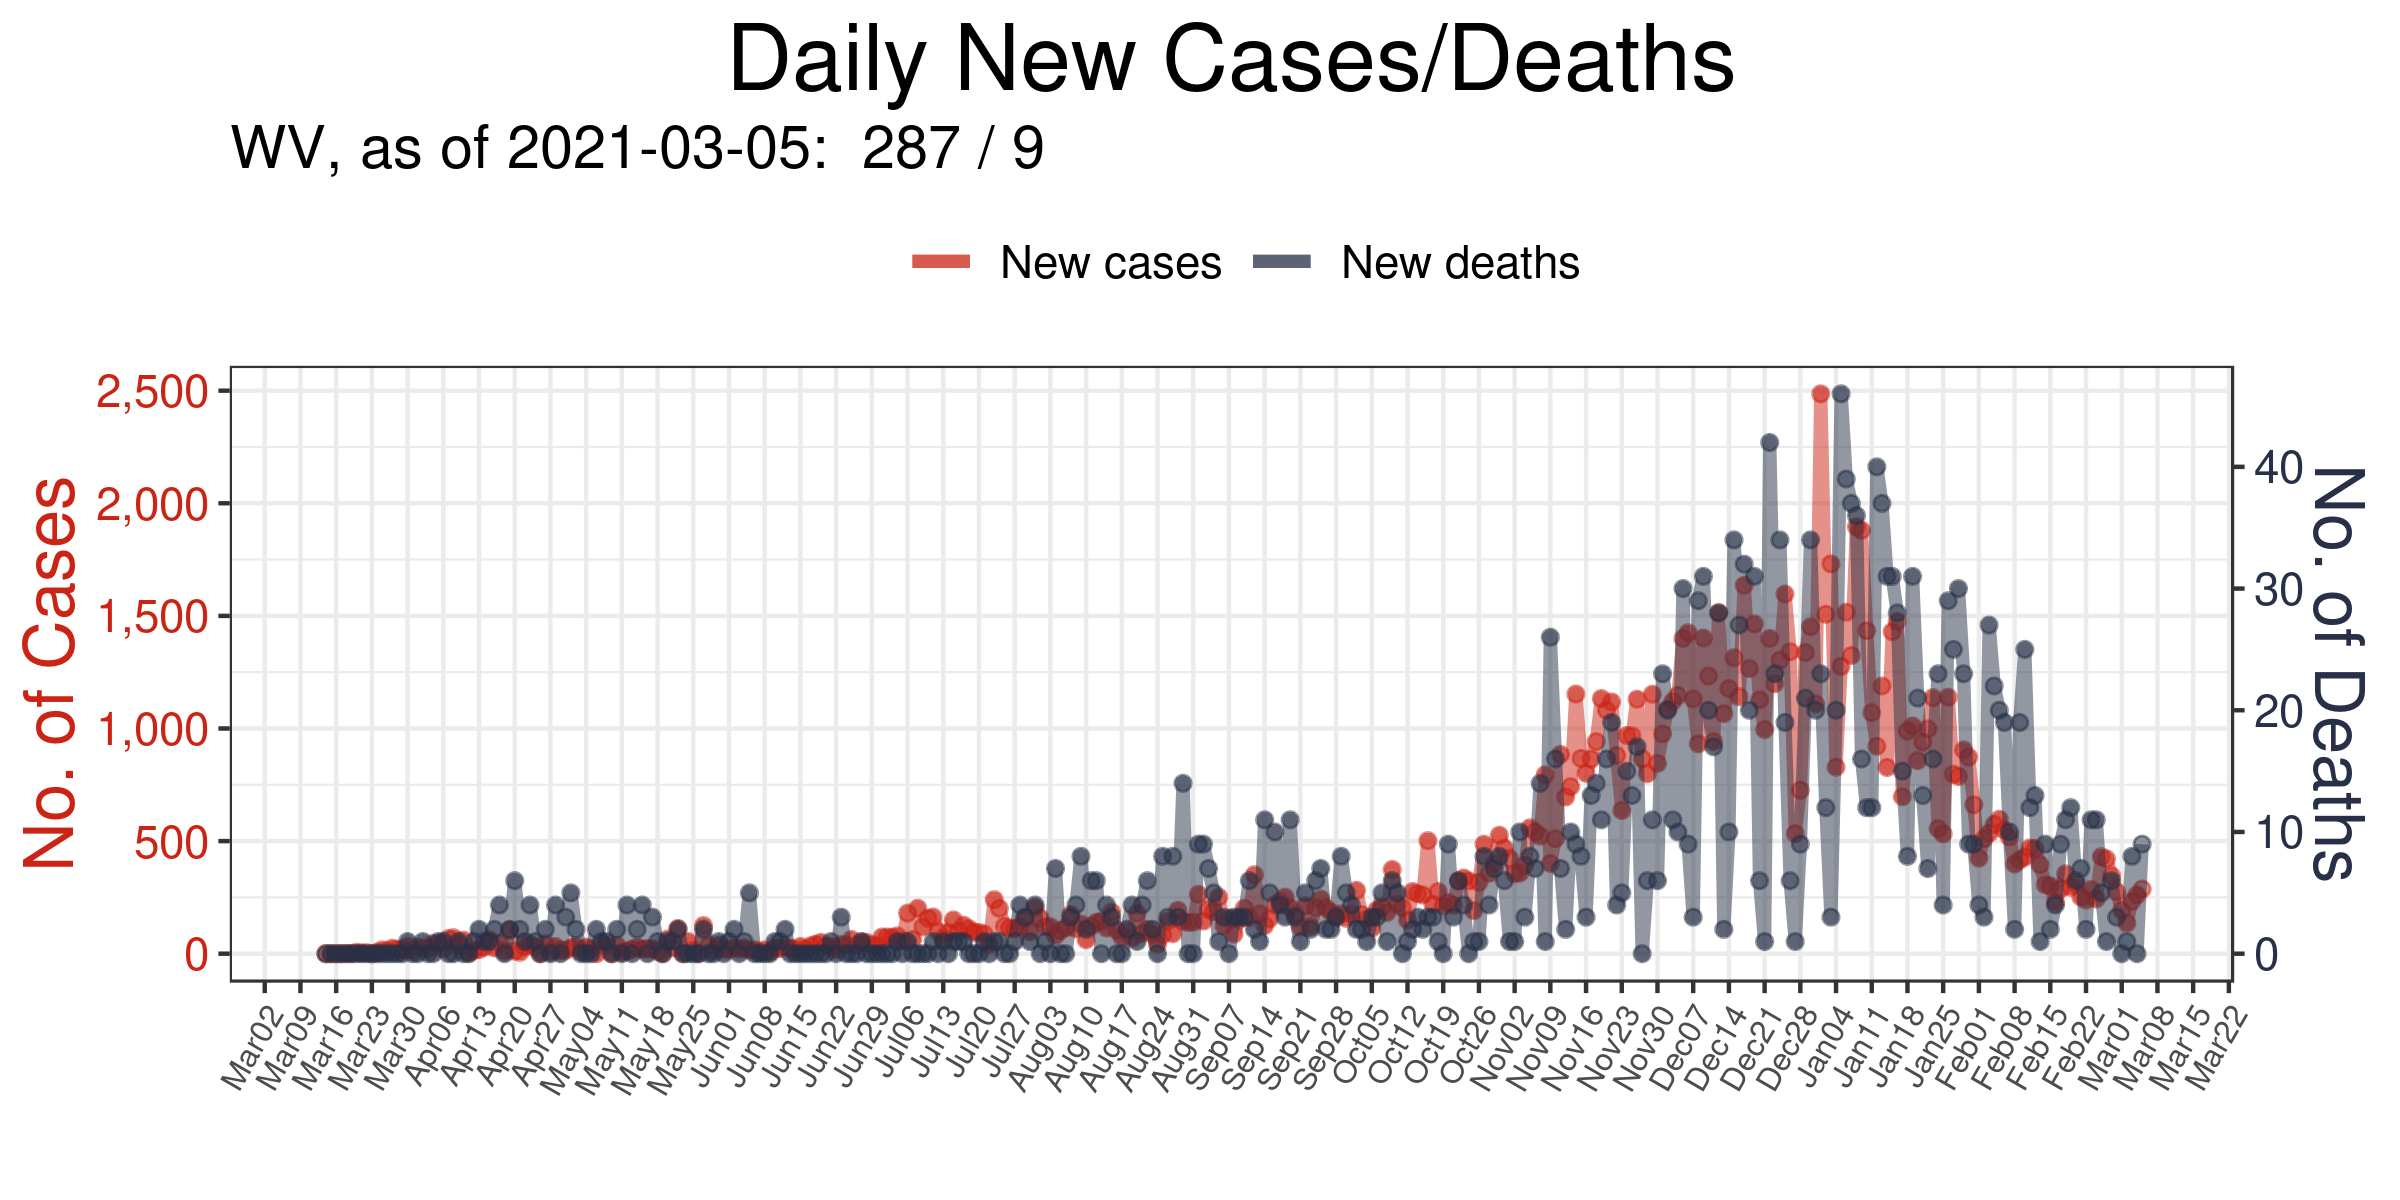 Daily New Cases/Deaths
WV, as of 2021-03-05: 287 / 9
New cases New deaths
No. of Cases
2,500
2,000
1,500
1,000
500
0
40
30
20
10
0
No. of Deaths
Mar02 Mar09 Mar16 Mar23 Mar30 Apr06 Apr13 Apr20 Apr27 May04 May11 May18 May25 Jun01 Jun08 Jun15 Jun22 Jun29 Jul06 Jul13 Jul20 Jul27 Aug03 Aug10 Aug17 Aug24 Aug31 Sep07 Sep14 Sep21 Sep28 Oct05 Oct12 Oct19 Oct26 Nov02 Nov09 Nov16 Nov23 Nov30 Dec07 Dec14 Dec21 Dec28 Jan04 Jan11 Jan18 Jan25 Feb01 Feb08 Feb15 Feb22 Mar01 Mar08 Mar15 Mar22